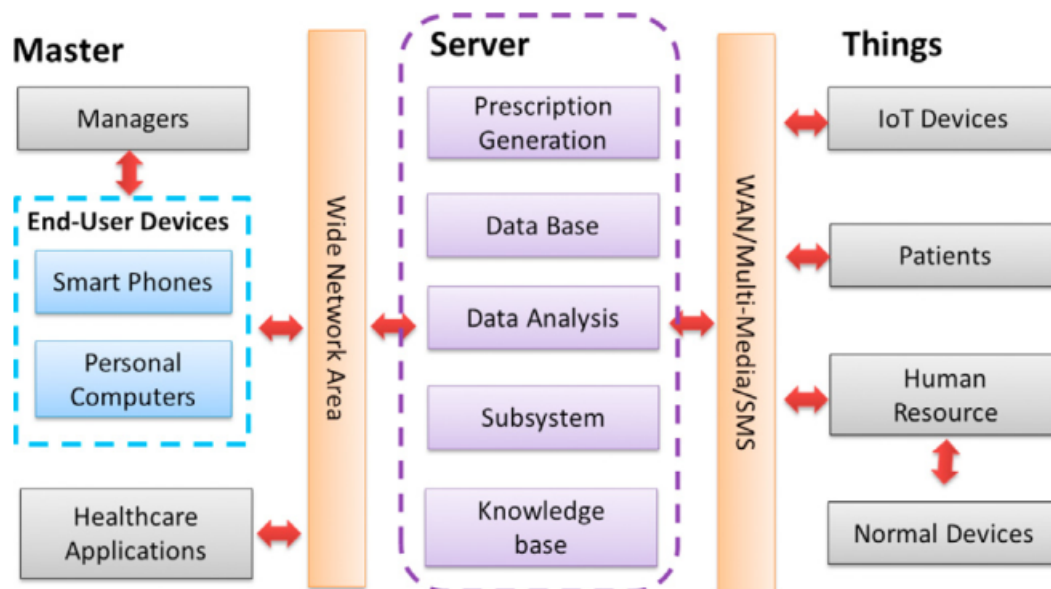 Master
Managers
End-User Devices
Smart Phones
Personal
Computers
Healthcare
Applications
Wide Network Area
Server
Prescription
Generation
Data Base
Data Analysis
Subsystem
Knowledge
base
WAN/Multi-Media/SMS
Things
IoT Devices
Patients
Human
Resource
Normal Devices